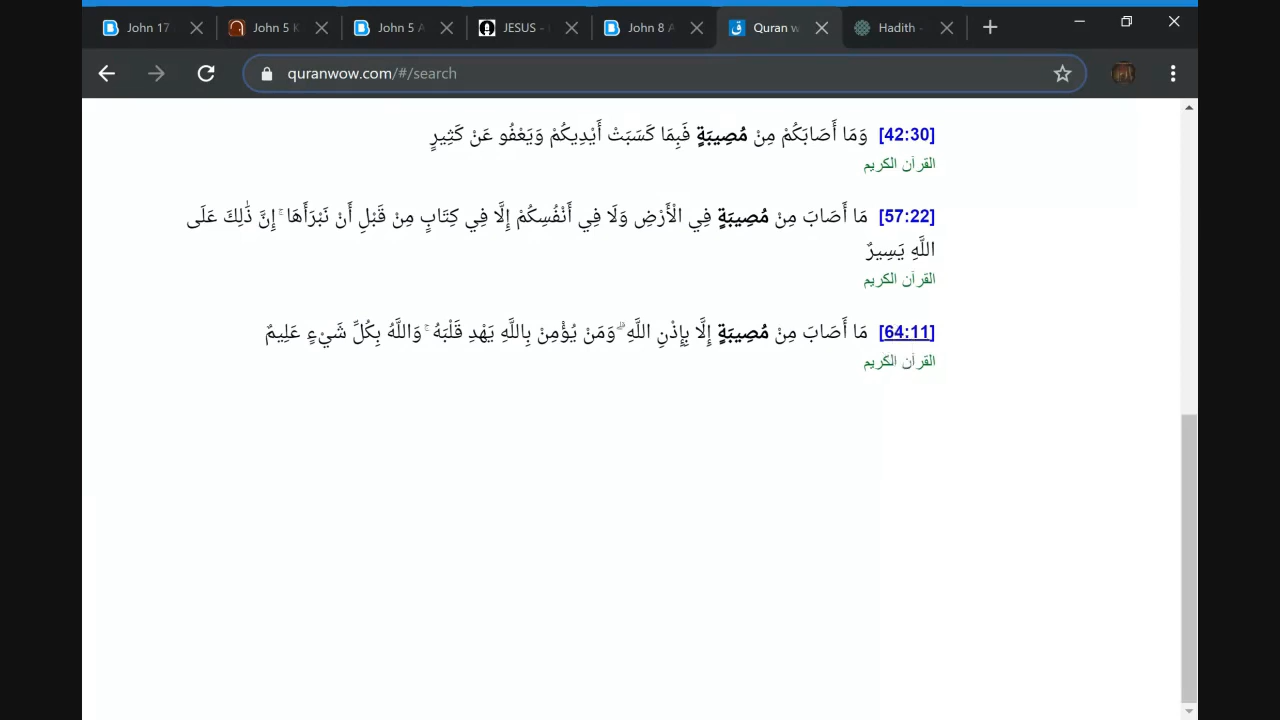 John 17
John 5 K
John 5 A
JESUS -
John 8 A
Quran w
Hadith -
quranwow.com/#/search
[42:30] وَمَا أَصَابَكُمْ مِنْ مُصِيبَةٍ فَبِمَا كَسَبَتْ أَيْدِيكُمْ وَيَعْفُو عَنْ كَثِيرٍ
القرآن الكريم
[57:22] مَا أَصَابَ مِنْ مُصِيبَةٍ فِي الْأَرْضِ وَلَا فِي أَنْفُسِكُمْ إِلَّا فِي كِتَابٍ مِنْ قَبْلِ أَنْ نَبْرَأَهَا ۚ إِنَّ ذَٰلِكَ عَلَى
اللَّهِ يَسِيرٌ
القرآن الكريم
[64:11] مَا أَصَابَ مِنْ مُصِيبَةٍ إِلَّا بِإِذْنِ اللَّهِ ۗ وَمَنْ يُؤْمِنْ بِاللَّهِ يَهْدِ قَلْبَهُ ۚ وَاللَّهُ بِكُلِّ شَيْءٍ عَلِيمٌ
القرآن الكريم